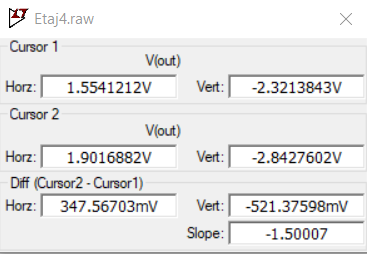 Etaj4.raw
Cursor 1
V(out)
Horz: 1.5541212V Vert: -2.3213843V
Cursor 2
V(out)
Horz: 1.9016882V Vert: -2.8427602V
Diff (Cursor2 - Cursor1)
Horz: 347.56703mV Vert: -521.37598mV
Slope: -1.50007